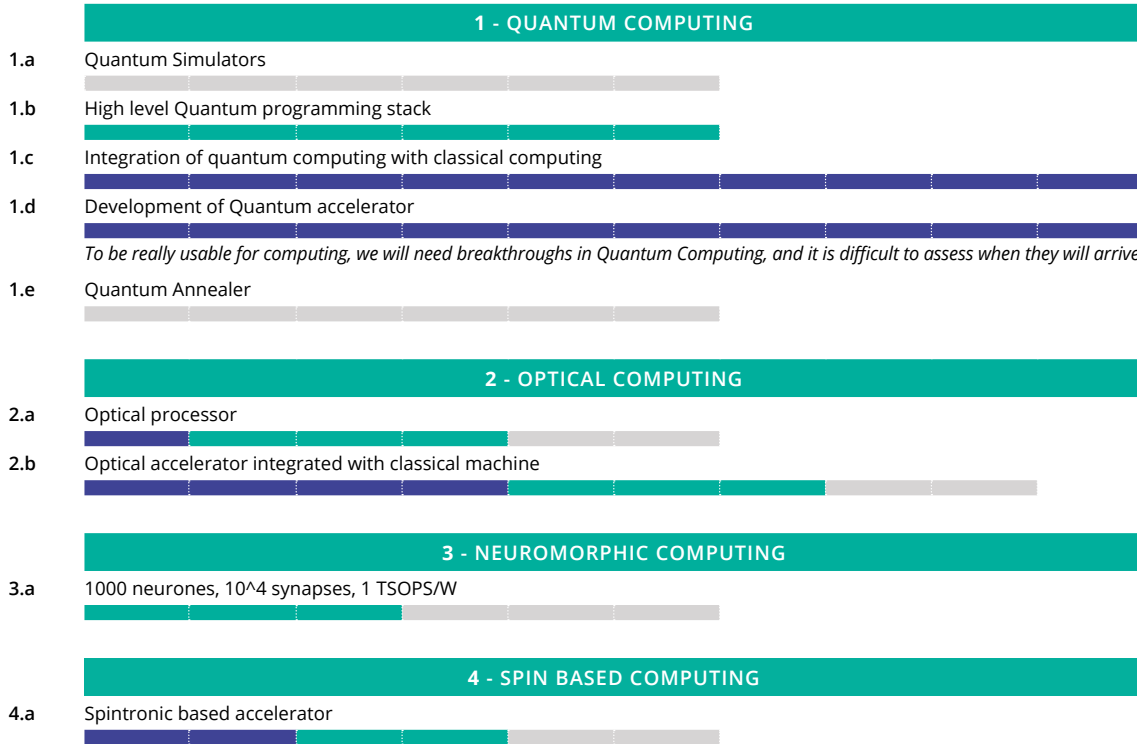 1 - QUANTUM COMPUTING
1.a Quantum Simulators
1.b High level Quantum programming stack
1.c Integration of quantum computing with classical computing
1.d Development of Quantum accelerator
To be really usable for computing, we will need breakthroughs in Quantum Computing, and it is difficult to assess when they will arrive
1.e Quantum Annealer
2 - OPTICAL COMPUTING
2.a Optical processor
2.b Optical accelerator integrated with classical machine
3 - NEUROMORPHIC COMPUTING
3.a 1000 neurones, 10^4 synapses, 1 TSOPS/W
4 - SPIN BASED COMPUTING
4.a Spintronic based accelerator